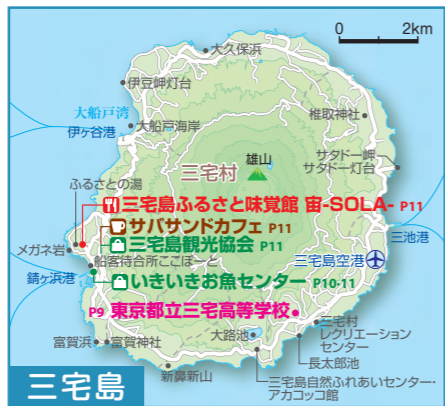 0 2km
大久保浜
伊豆岬灯台
大船戸湾
大船戸海岸
伊ヶ谷港
椎取神社
サタドー岬
サタドー灯台
雄山
三宅村
ふるさとの湯
三宅島ふるさと味覚館 宙-SOLA- P11
サバサンドカフェ P11
三宅島観光協会 P11
メガネ岩
船客待合所ここぽーと
三池港
三宅島空港
錆ヶ浜港
いきいきお魚センター P10-11
P9 東京都立三宅高等学校
三宅村
レクリエーション
センター
大路池
長太郎池
富賀浜
富賀神社
新鼻新山
三宅島自然ふれあいセンター・
アカコッコ館
三宅島